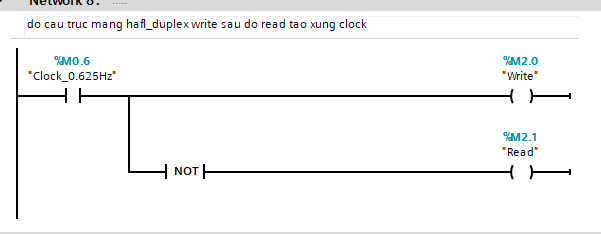 Network 8: .....
do cau truc mang hafl_duplex write sau do read tao xung clock
%M0.6
"Clock_0.625Hz"
%M2.0
"Write"
%M2.1
"Read"
NOT